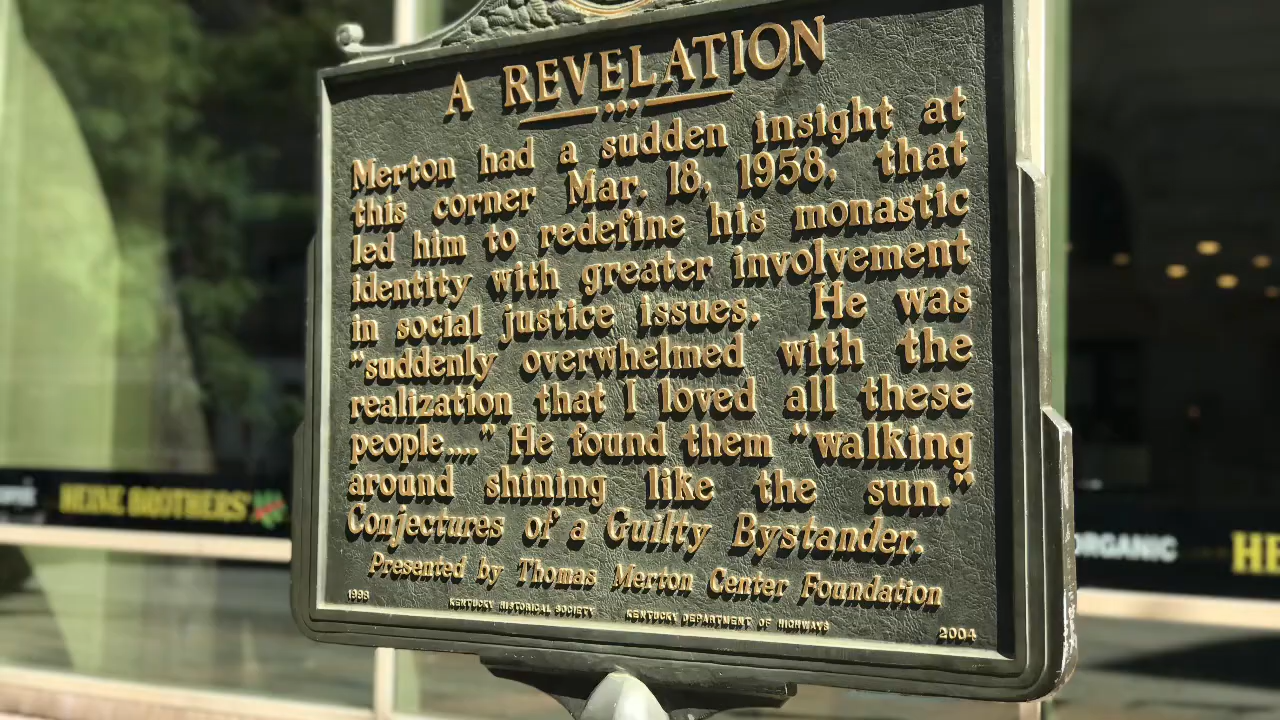 A REVELATION
Merton had a sudden insight at
this corner Mar. 18, 1958, that
led him to redefine his monastic
identity with greater involvement
in social justice issues. He was
“suddenly overwhelmed with the
realization that I loved all these
people....” He found them “walking
around shining like the sun.”
Conjectures of a Guilty Bystander.
Presented by Thomas Merton Center Foundation
KENTUCKY HISTORICAL SOCIETY KENTUCKY DEPARTMENT OF HIGHWAYS
2004
HEINE BROTHERS'
ORGANIC
HE